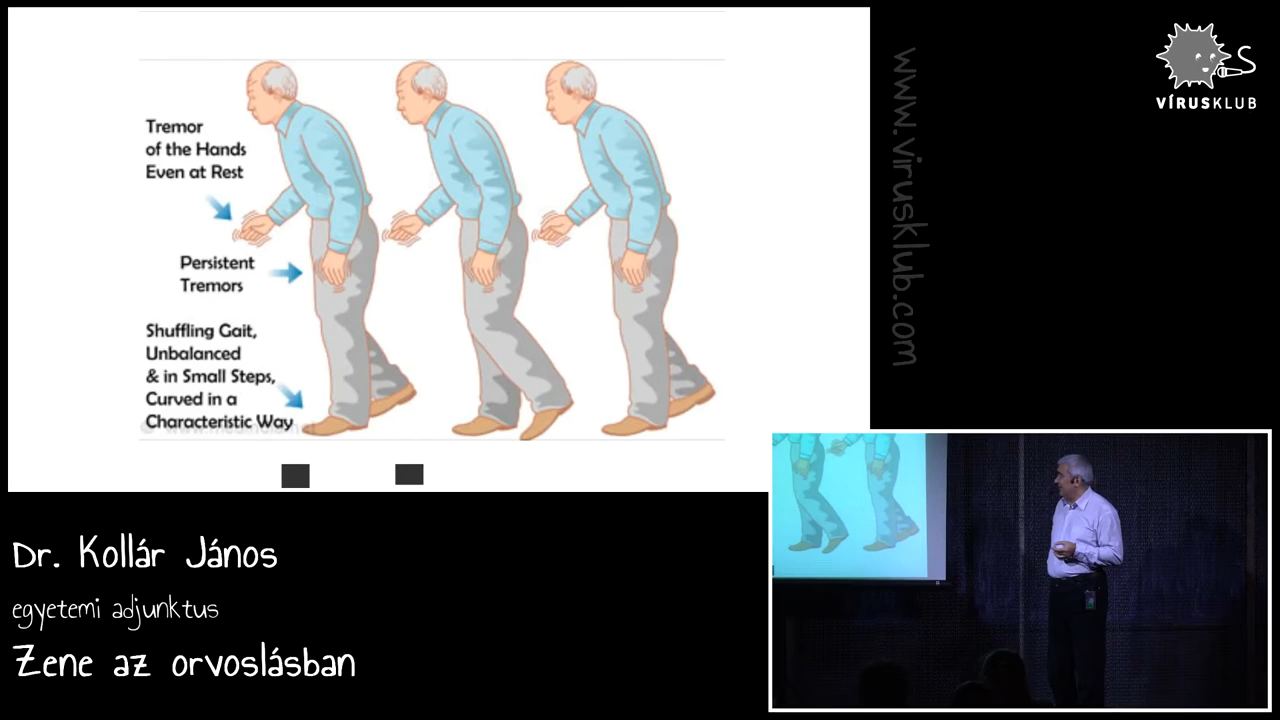 Tremor
of the Hands
Even at Rest
Persistent
Tremors
Shuffling Gait,
Unbalanced
& in Small Steps,
Curved in a
Characteristic Way
www.virusklub.com
VÍRUSKLUB
Dr. Kollár János
egyetemi adjunktus
Zene az orvoslásban